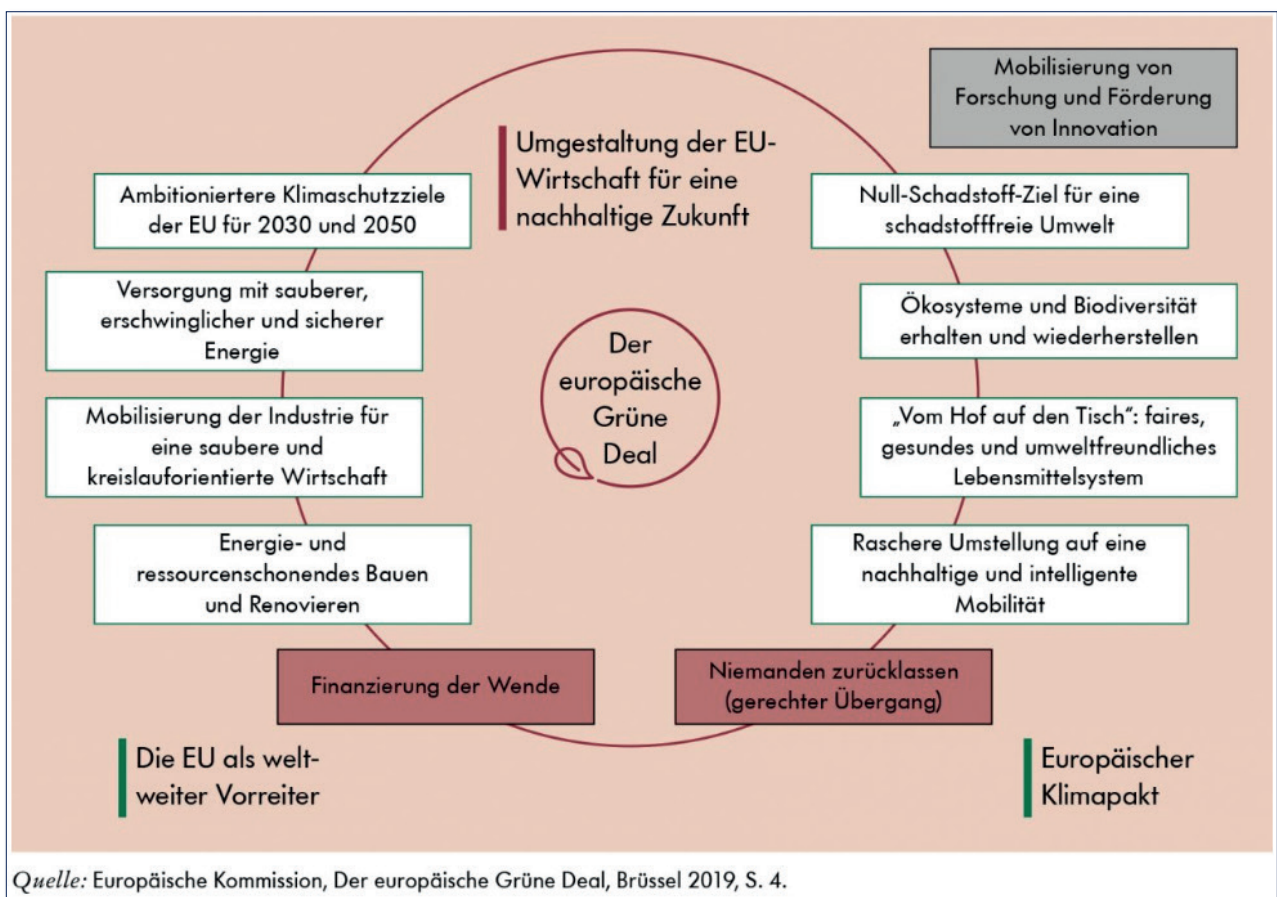 Mobilisierung von
Forschung und Förderung
von Innovation
Umgestaltung der EU-
Wirtschaft für eine
nachhaltige Zukunft
Ambitioniertere Klimaschutzziele
der EU für 2030 und 2050
Null-Schadstoff-Ziel für eine
schadstofffreie Umwelt
Versorgung mit sauberer,
erschwinglicher und sicherer
Energie
Ökosysteme und Biodiversität
erhalten und wiederherstellen
Der
europäische
Grüne
Deal
Mobilisierung der Industrie für
eine saubere und
kreislauforientierte Wirtschaft
„Vom Hof auf den Tisch“: faires,
gesundes und umweltfreundliches
Lebensmittelsystem
Energie- und
ressourcenschonendes Bauen
und Renovieren
Raschere Umstellung auf eine
nachhaltige und intelligente
Mobilität
Finanzierung der Wende
Niemanden zurücklassen
(gerechter Übergang)
Die EU als welt-
weiter Vorreiter
Europäischer
Klimapakt
Quelle: Europäische Kommission, Der europäische Grüne Deal, Brüssel 2019, S. 4.